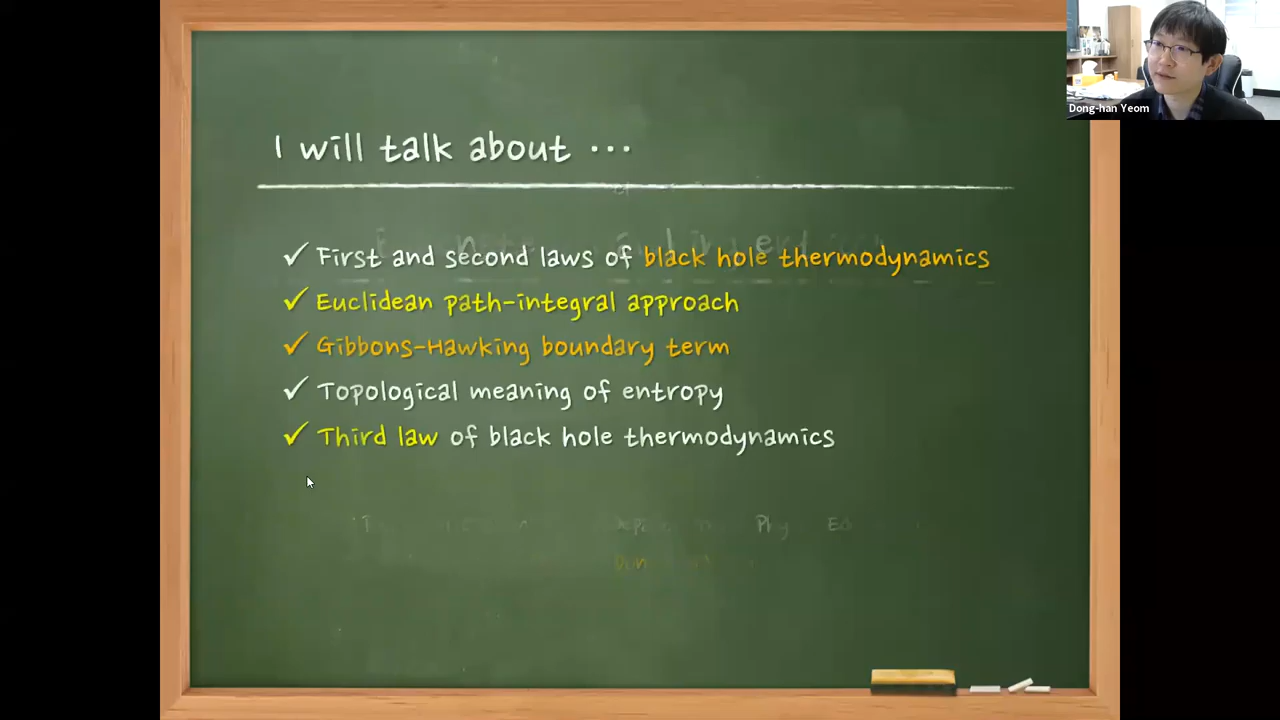 Dong-han Yeom
I will talk about ...
✓ First and second laws of black hole thermodynamics
✓ Euclidean path-integral approach
✓ Gibbons-Hawking boundary term
✓ Topological meaning of entropy
✓ Third law of black hole thermodynamics